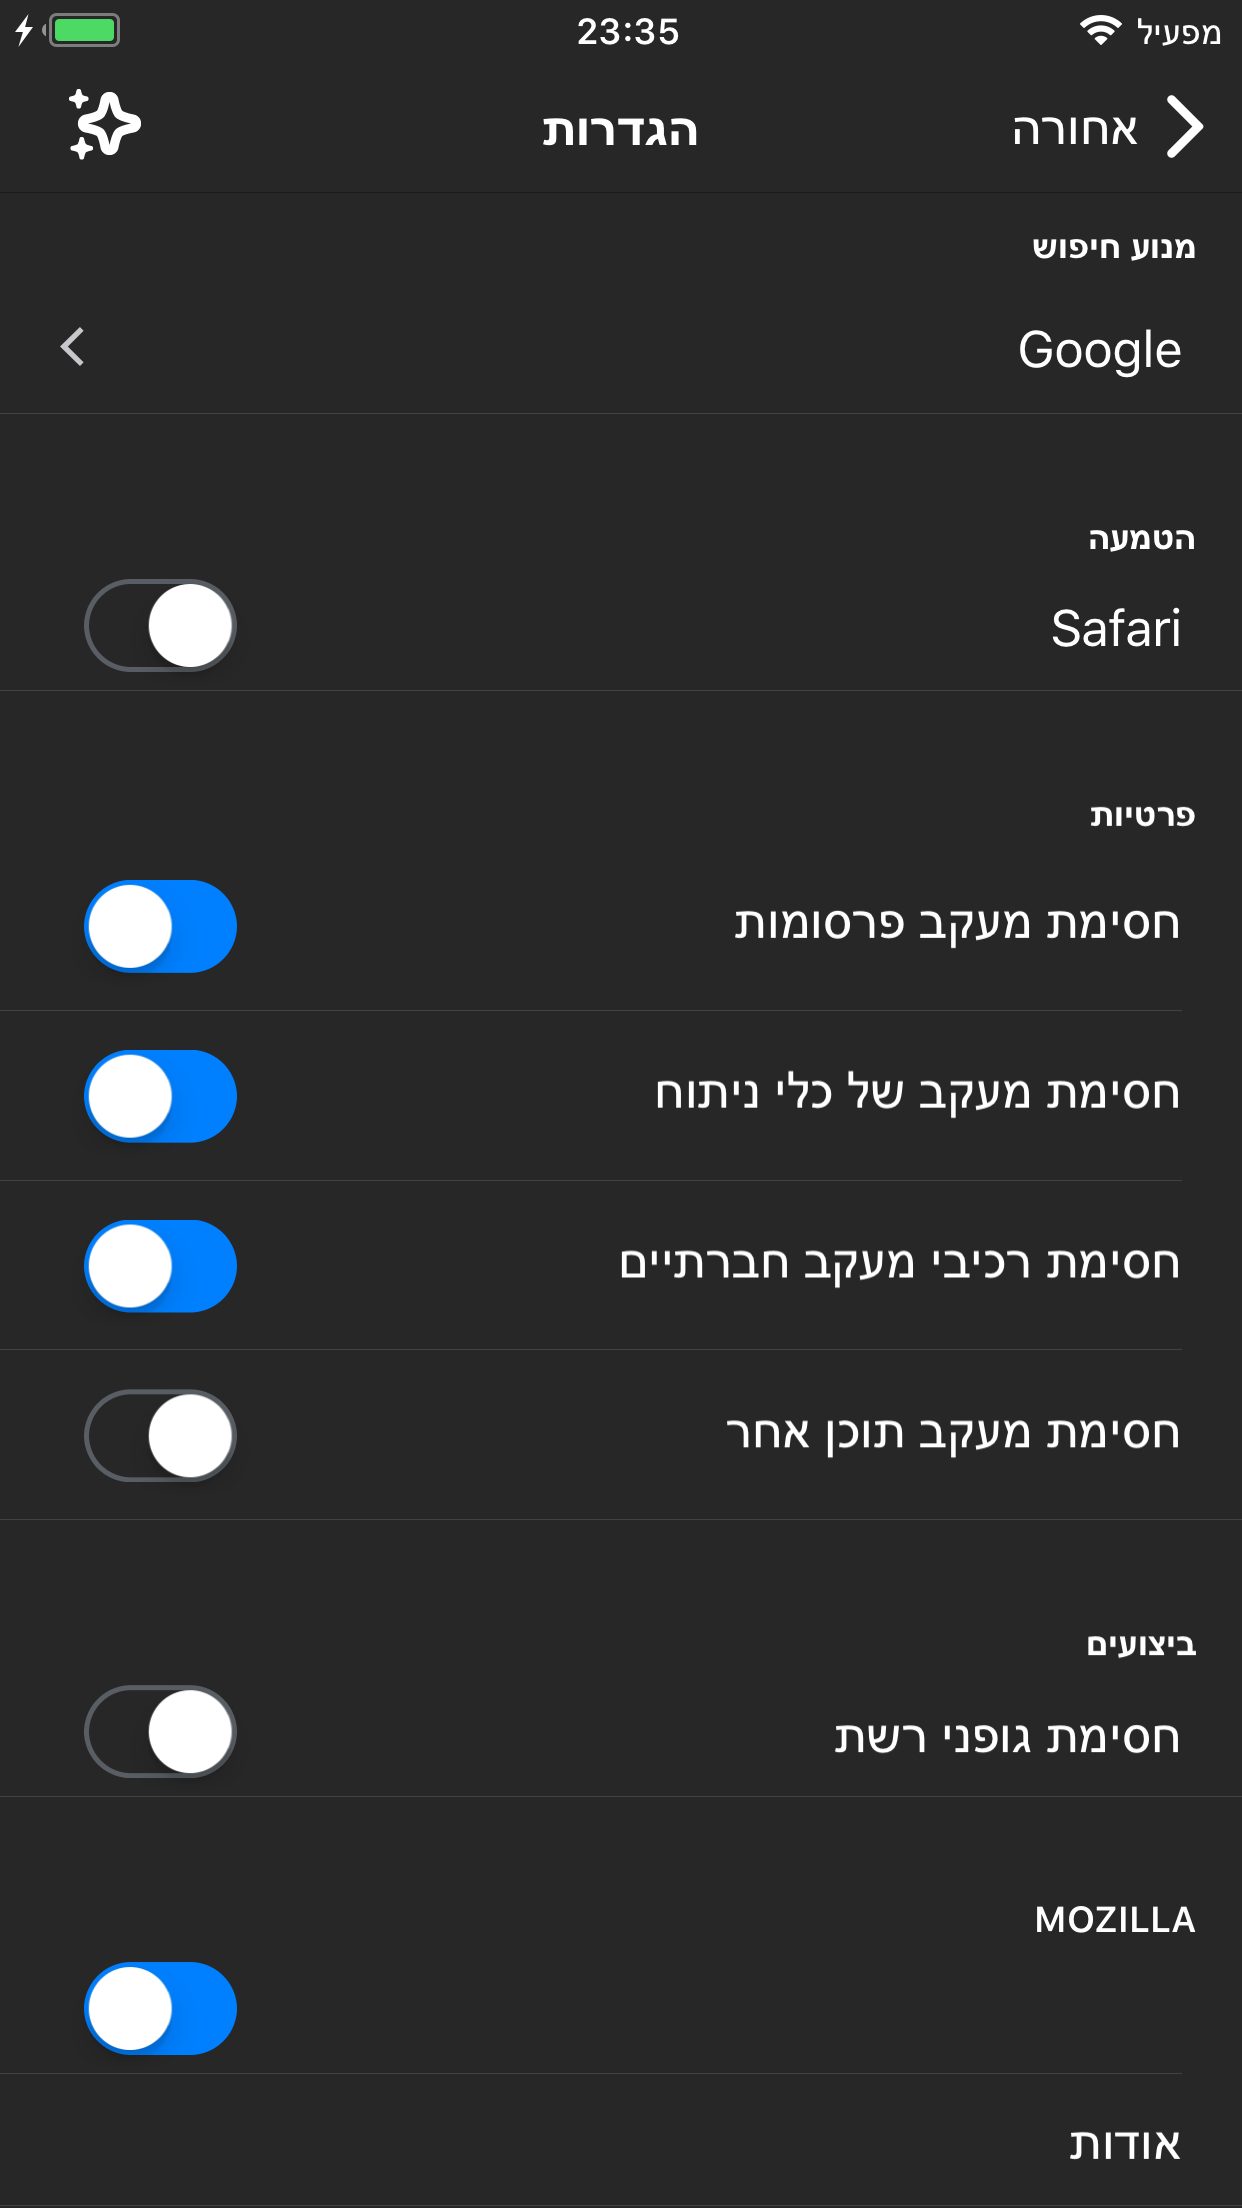 מפעיל 23:35
אחורה
הגדרות
מנוע חיפוש
Google
הטמעה
Safari
פרטיות
חסימת מעקב פרסומות
חסימת מעקב של כלי ניתוח
חסימת רכיבי מעקב חברתיים
חסימת מעקב תוכן אחר
ביצועים
חסימת גופני רשת
MOZILLA
אודות